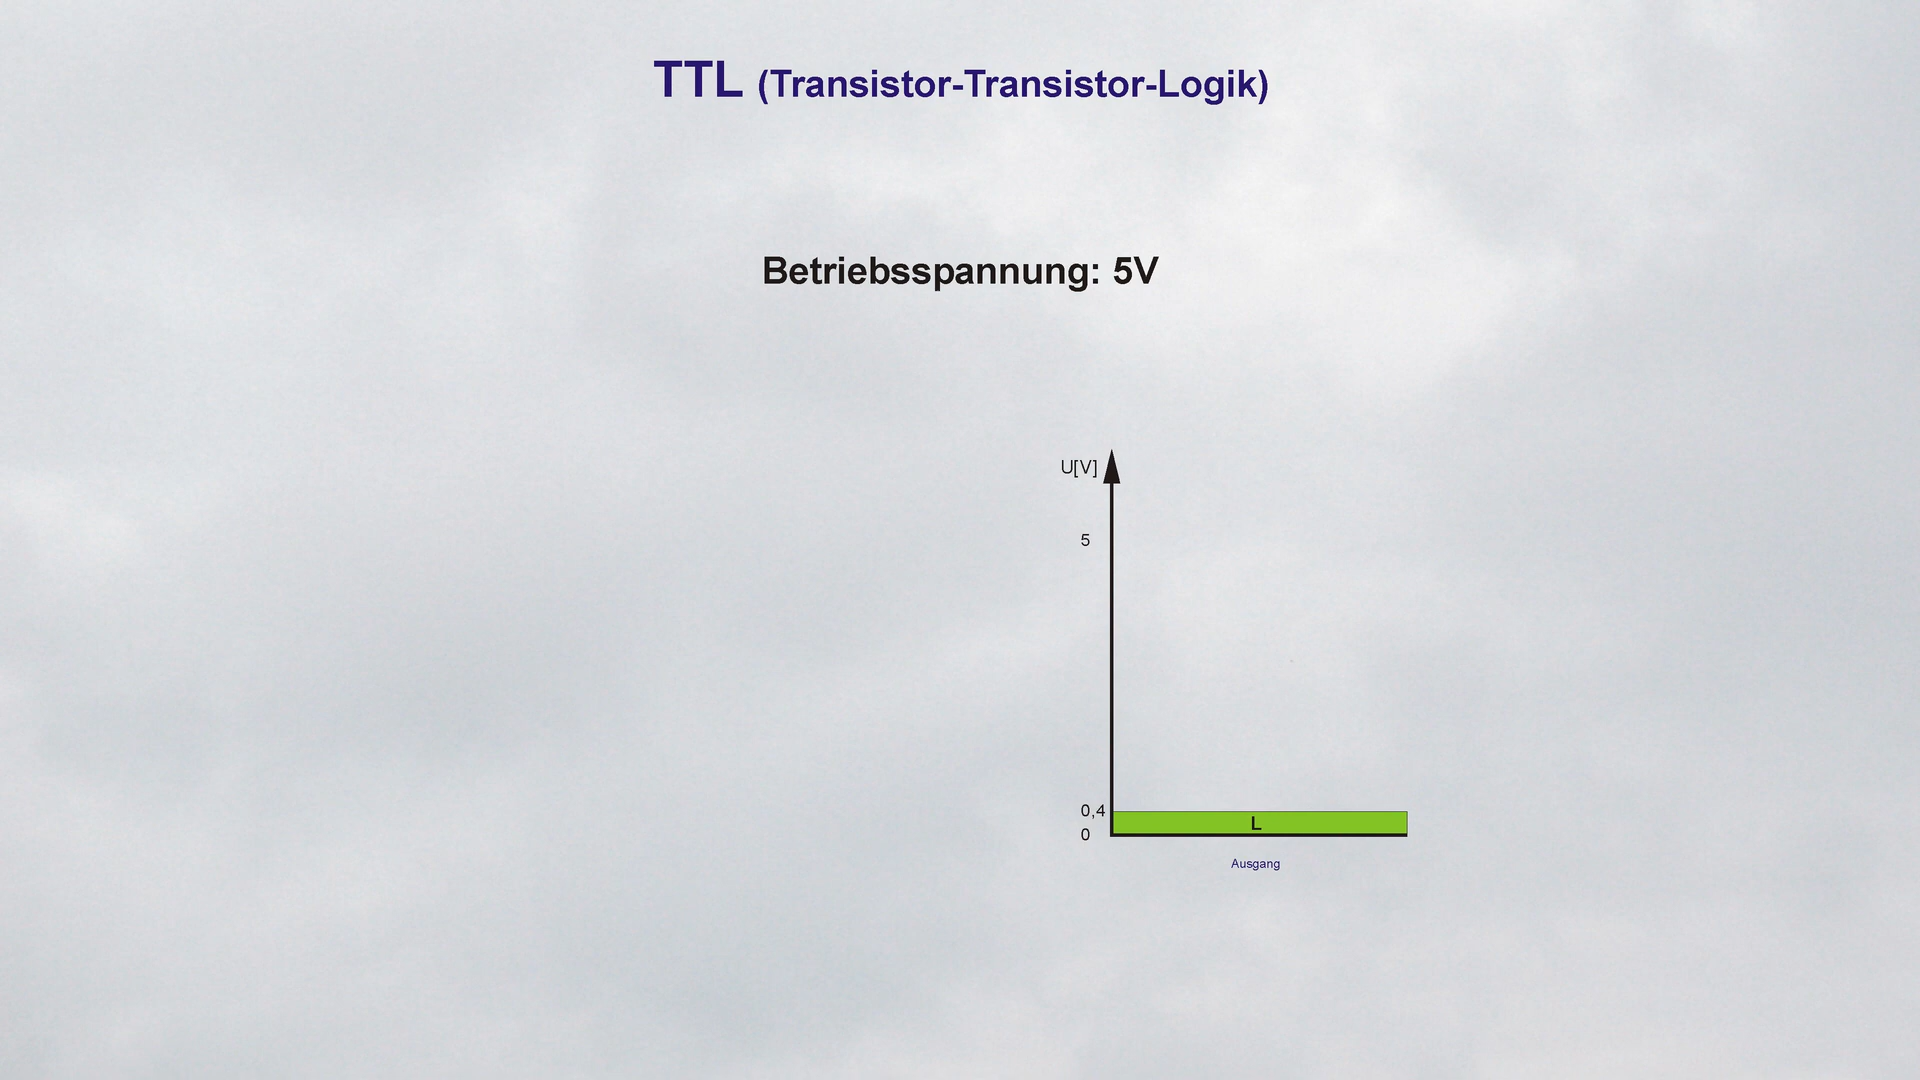 TTL (Transistor-Transistor-Logik)
Betriebsspannung: 5V
U[V]
5
0,4
L
0
Ausgang